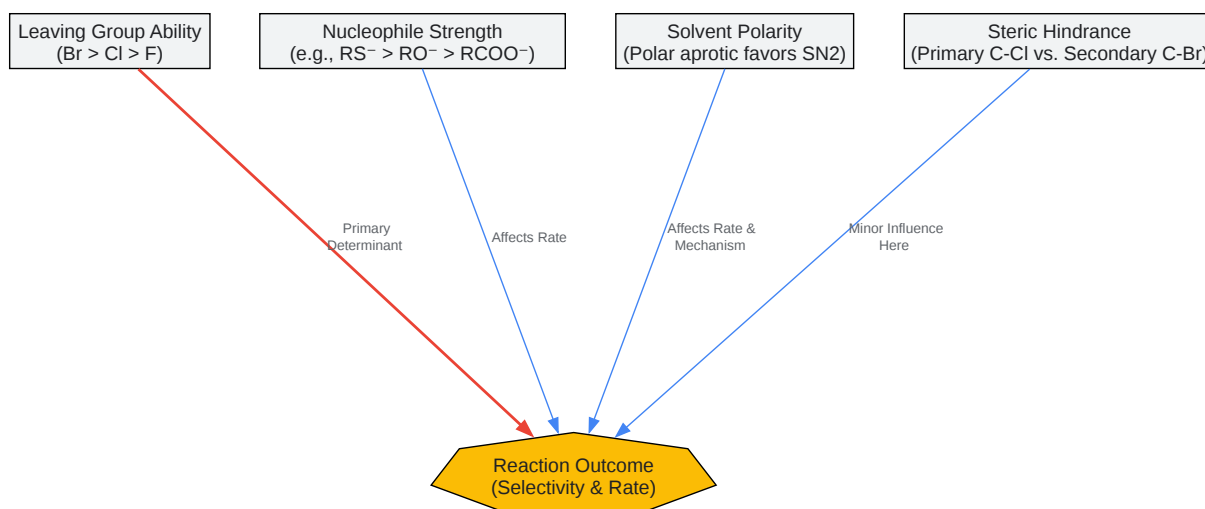 Leaving Group Ability
(Br > Cl > F)
Nucleophile Strength
(e.g., RS⁻ > RO⁻ > RCOO⁻)
Solvent Polarity
(Polar aprotic favors SN2)
Steric Hindrance
(Primary C-Cl vs. Secondary C-Br)
Primary
Determinant
Affects Rate
Affects Rate &
Mechanism
Minor Influence
Here
Reaction Outcome
(Selectivity & Rate)